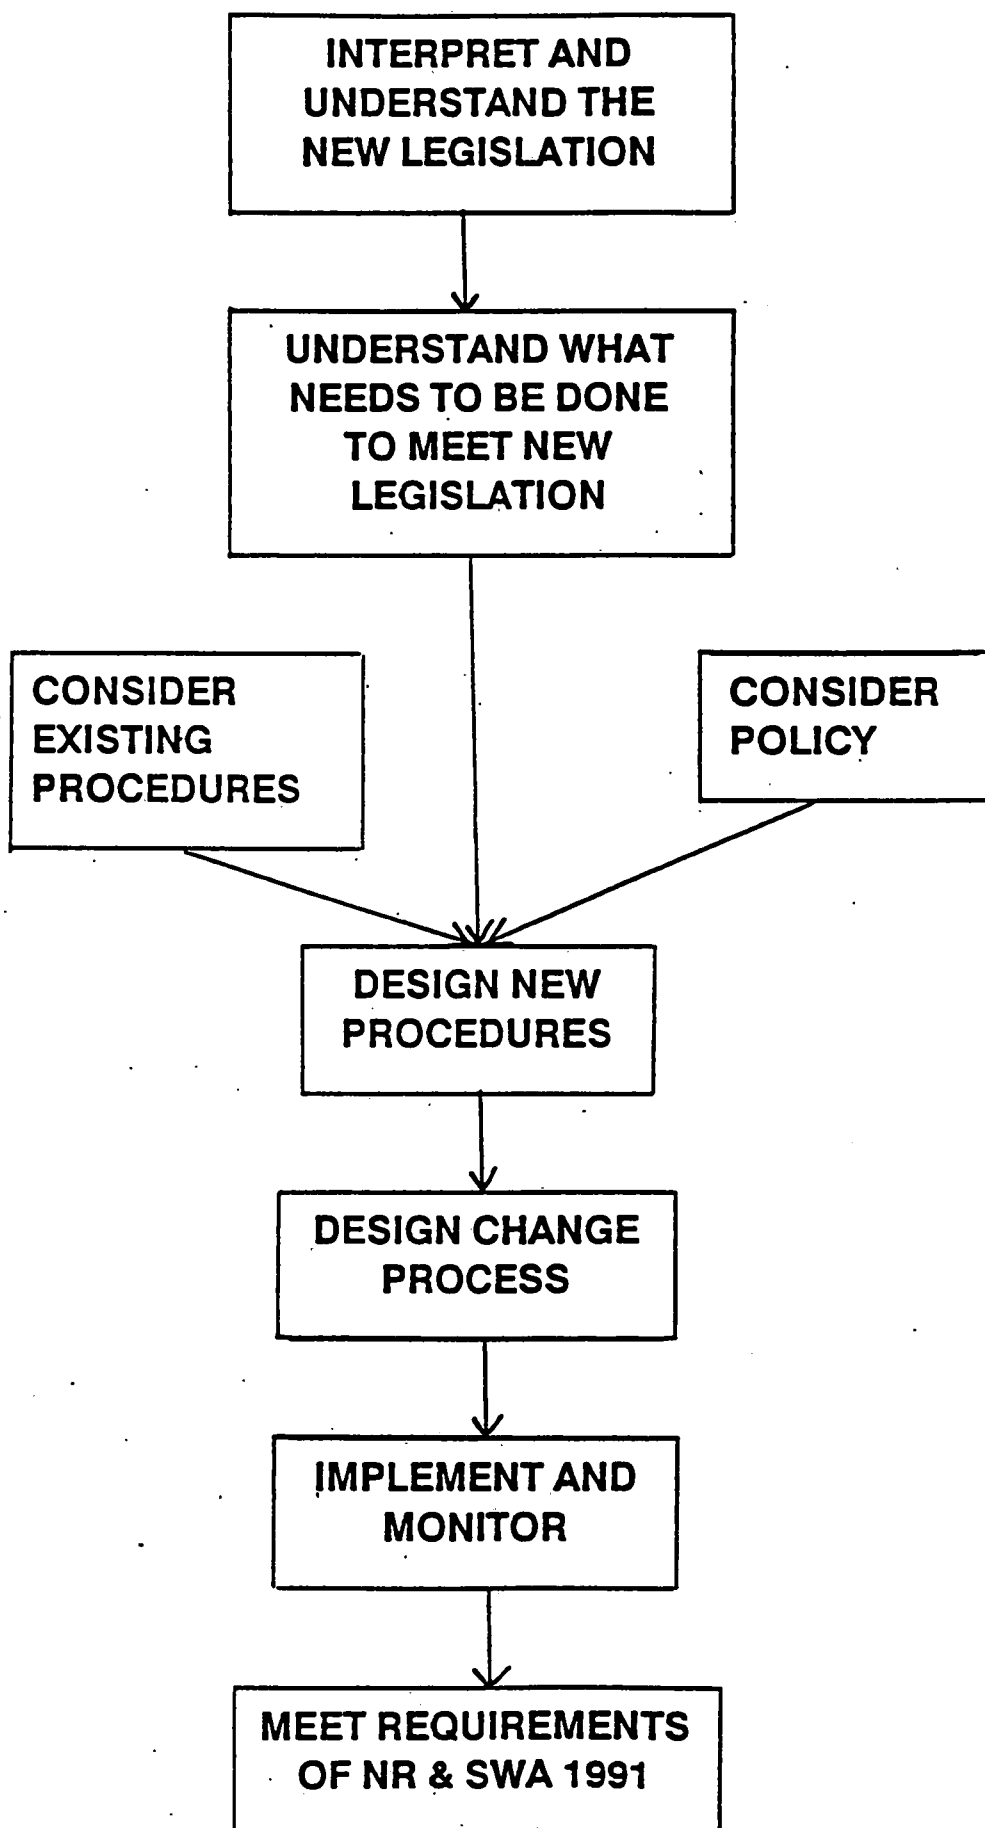 INTERPRET AND
UNDERSTAND THE
NEW LEGISLATION
UNDERSTAND WHAT
NEEDS TO BE DONE
TO MEET NEW
LEGISLATION
CONSIDER
EXISTING
PROCEDURES
CONSIDER
POLICY
DESIGN NEW
PROCEDURES
DESIGN CHANGE
PROCESS
IMPLEMENT AND
MONITOR
MEET REQUIREMENTS
OF NR & SWA 1991